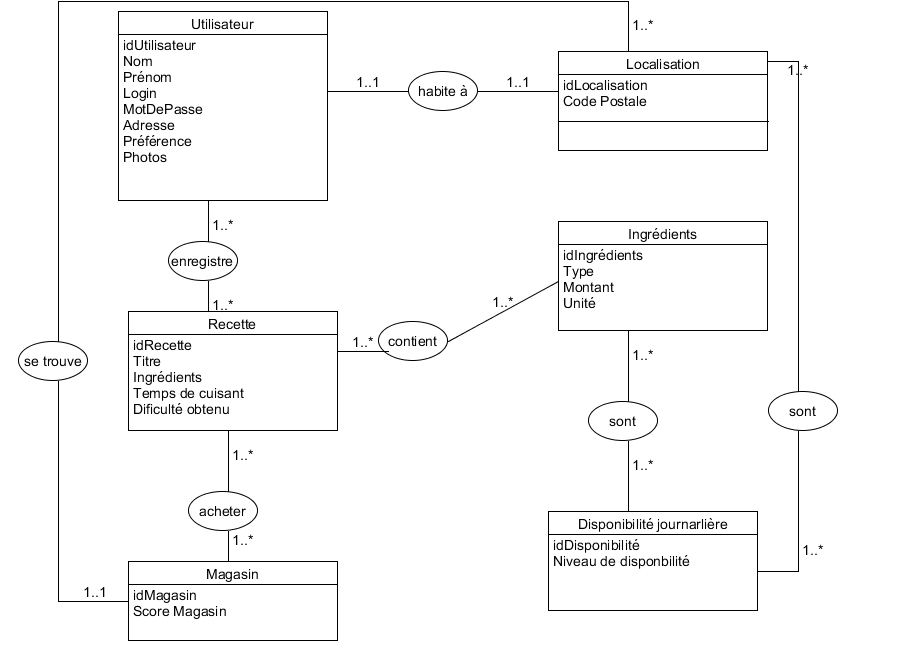 Utilisateur
idUtilisateur
Nom
Prénom
Login
MotDePasse
Adresse
Préférence
Photos
1..1
habite à
1..1
1..*
Localisation
idLocalisation
Code Postale
1..*
1..*
enregistre
1..*
Ingrédients
idIngrédients
Type
Montant
Unité
Recette
idRecette
Titre
Ingrédients
Temps de cuisant
Dificulté obtenu
1..*
contient
1..*
se trouve
1..*
sont
1..*
sont
1..*
acheter
1..*
Disponibilité journarlière
idDisponibilité
Niveau de disponbilité
1..*
Magasin
idMagasin
Score Magasin
1..1